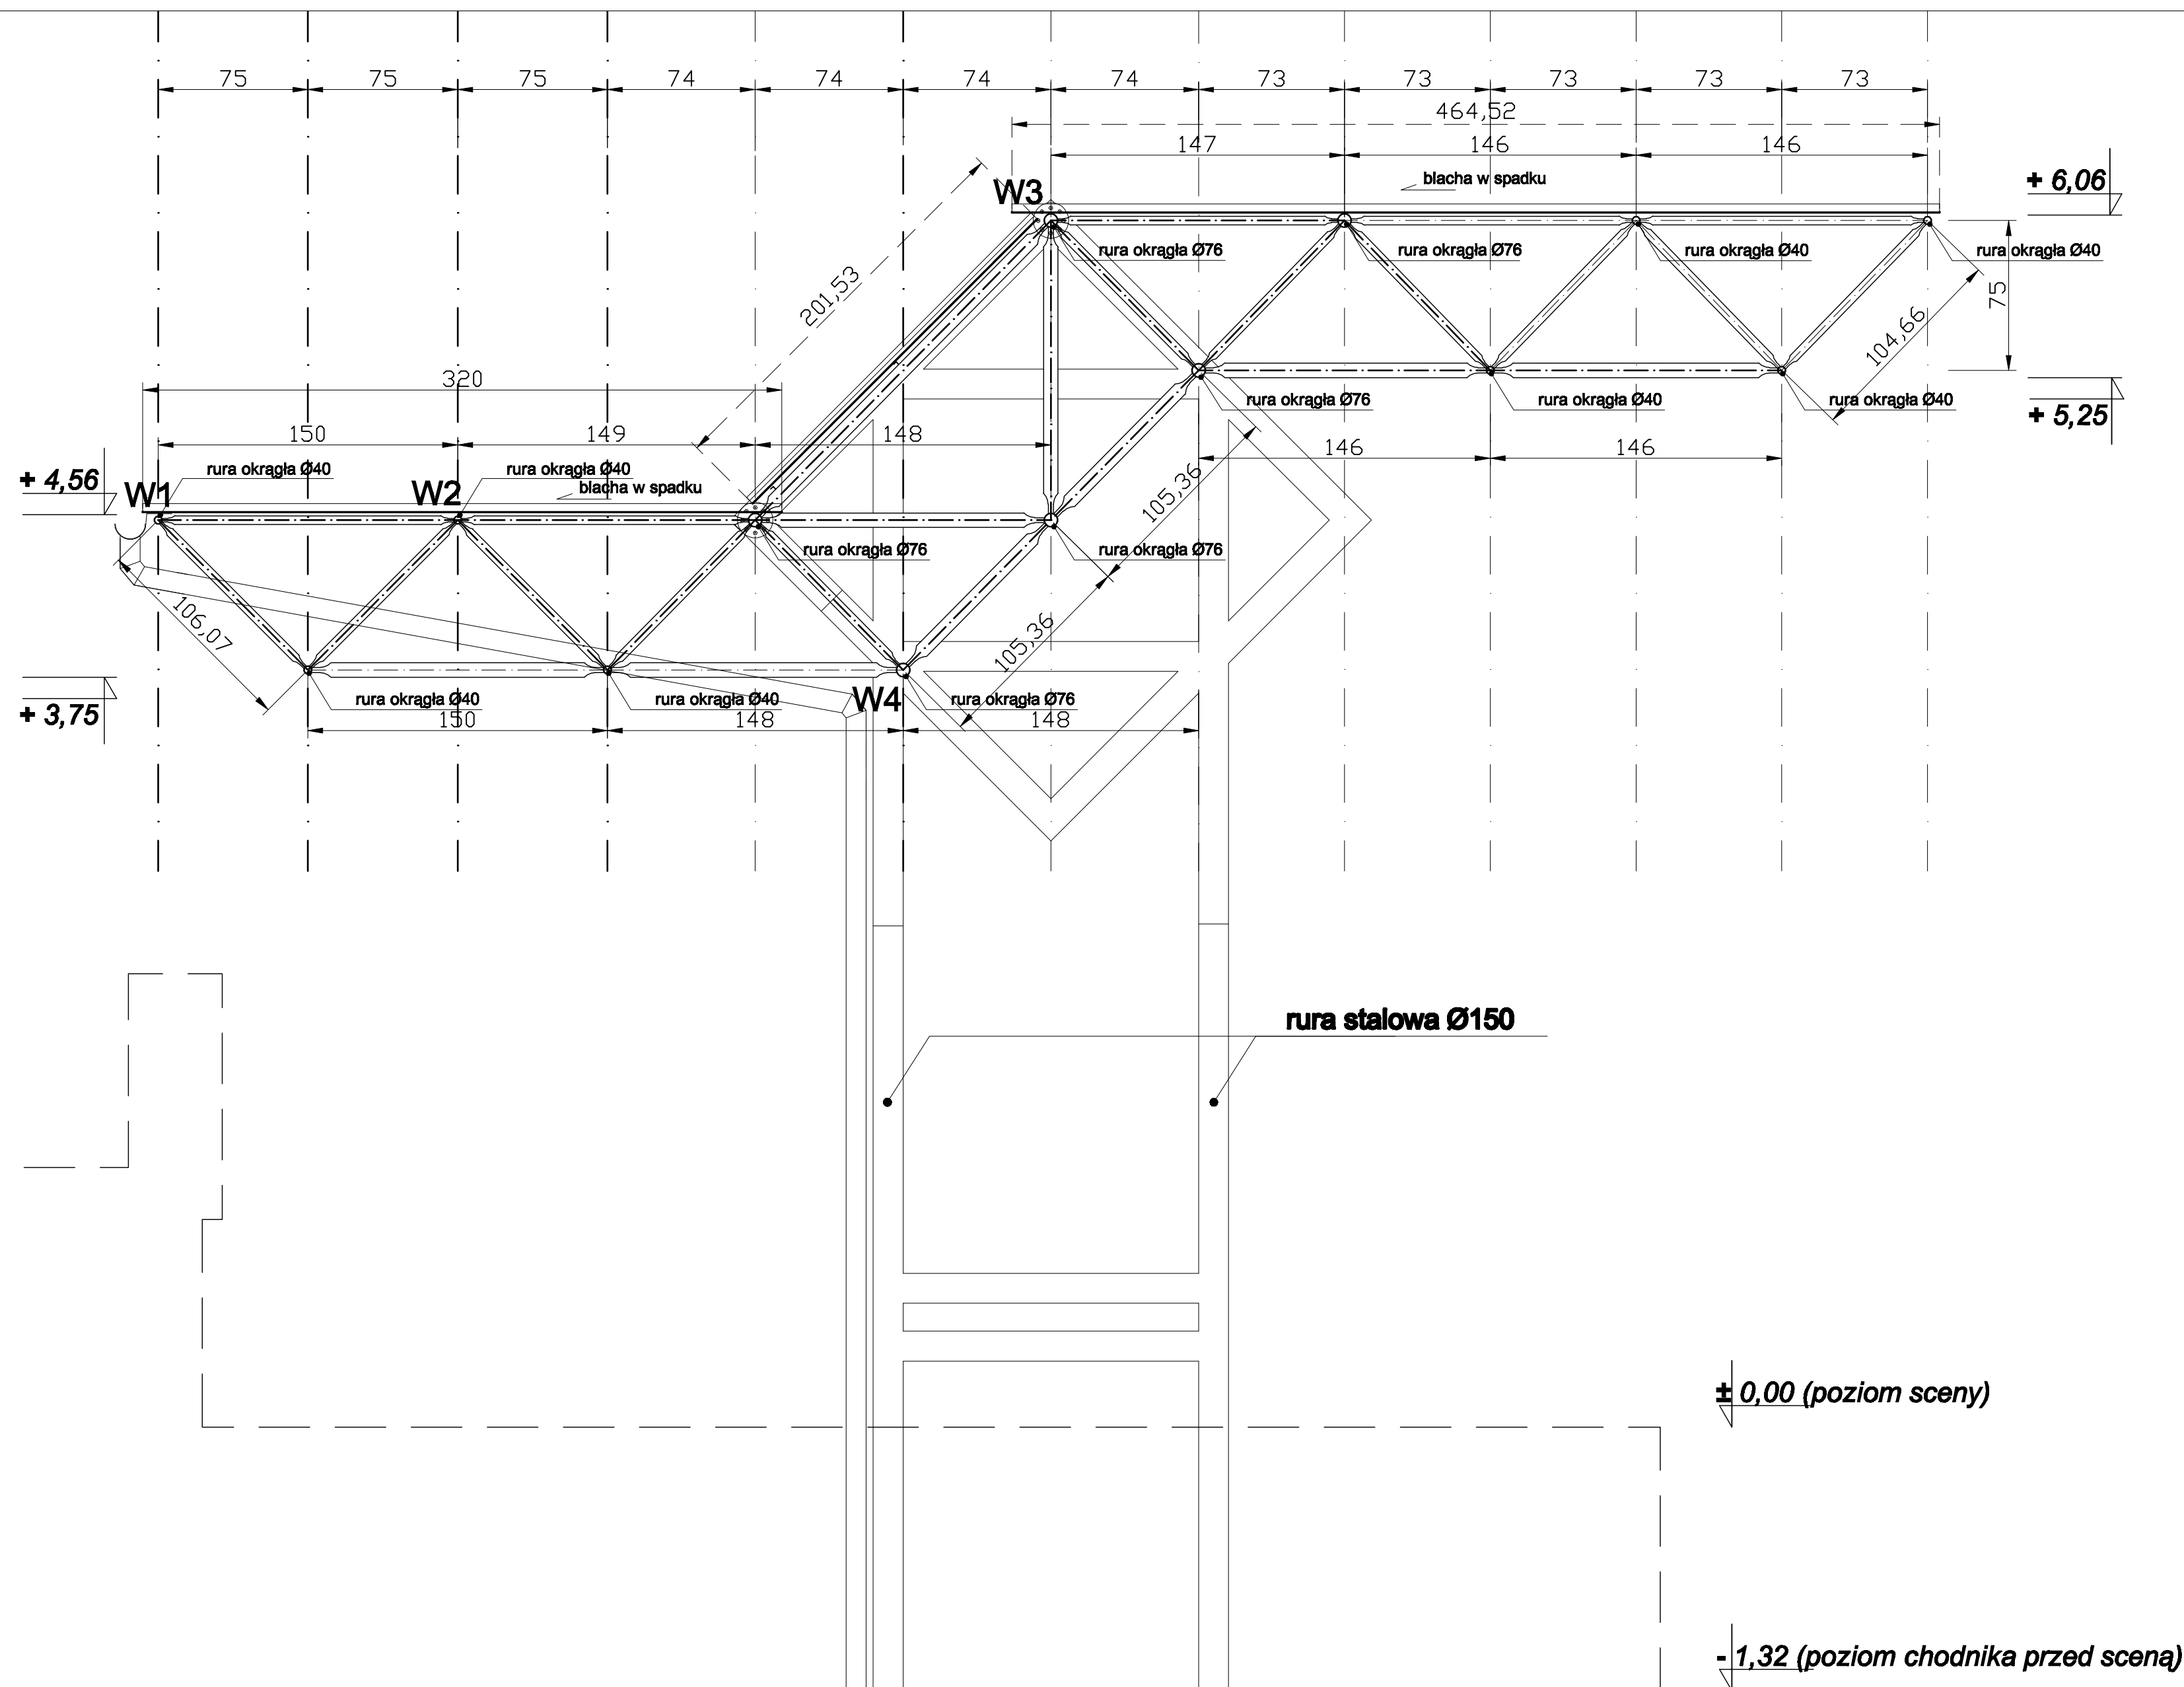 75 75 75 74 74 74 74 73 73 73 73 73
464,52
147 146 146
blacha w spadku
+ 6,06
W3
rura okrągła Ø76
rura okrągła Ø76
rura okrągła Ø40
rura okrągła Ø40
201,53
75
104,66
320
rura okrągła Ø76
rura okrągła Ø40
rura okrągła Ø40
+ 5,25
150 149 148
146 146
+ 4,56
rura okrągła Ø40
rura okrągła Ø40
blacha w spadku
W1
W2
105,36
rura okrągła Ø76
rura okrągła Ø76
106,07
105,36
rura okrągła Ø40
rura okrągła Ø40
W4
rura okrągła Ø76
+ 3,75
150 148 148
rura stalowa Ø150
± 0,00 (poziom sceny)
- 1,32 (poziom chodnika przed sceną)